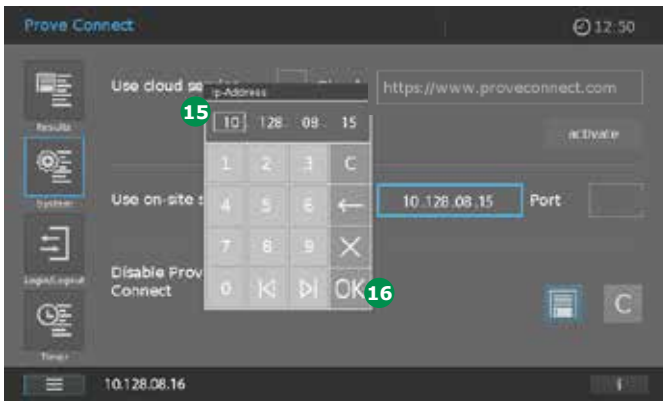 Prove Connect 12:50
Use cloud se
https://www.proveconnect.com
Ip-Address
15
10 128 08 15
Results
activate
1 2 3 C
System
Use on-site s
4 5 6 ←
10.128.08.15 Port
7 8 9 X
Login/Logout
Disable Prov
Connect
0 OK 16
C
Timer
10.128.08.16 i